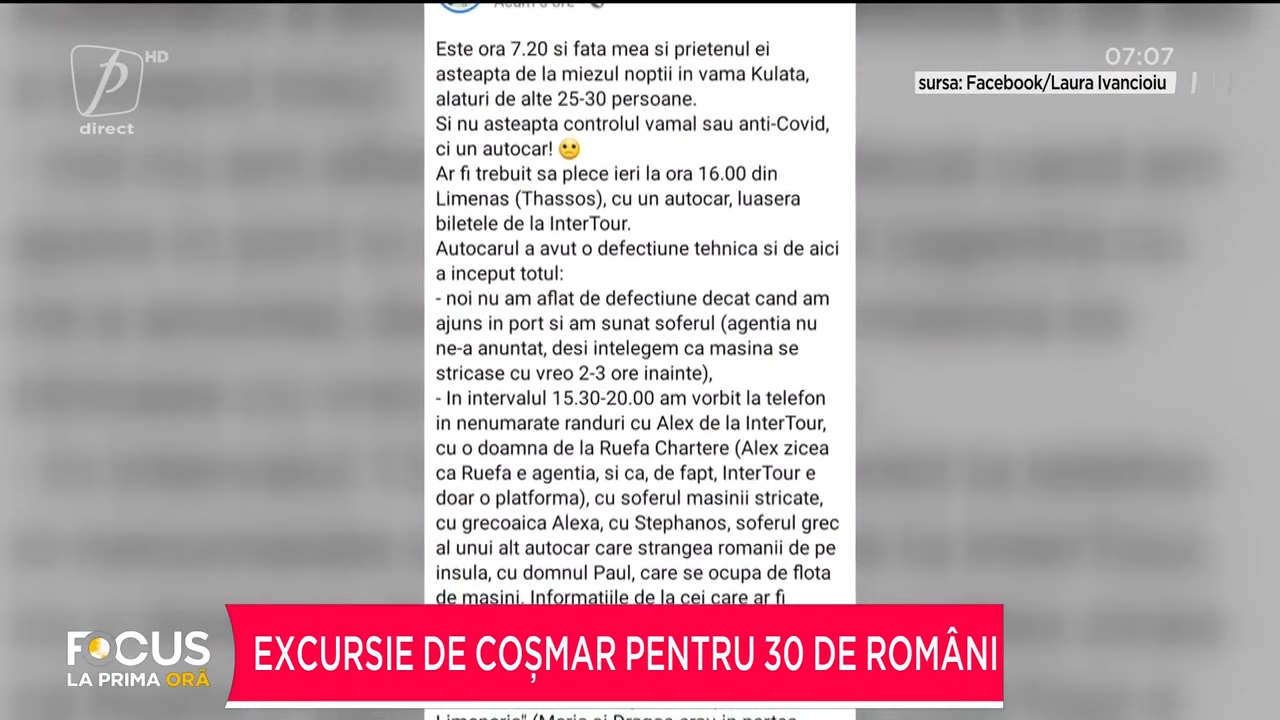 Acum 8 ore
Este ora 7.20 si fata mea si prietenul ei
asteapta de la miezul noptii in vama Kulata,
alaturi de alte 25-30 persoane.
Si nu asteapta controlul vamal sau anti-Covid,
ci un autocar! 😕
Ar fi trebuit sa plece ieri la ora 16.00 din
Limenas (Thassos), cu un autocar, luasera
biletele de la InterTour.
Autocarul a avut o defectiune tehnica si de aici
a inceput totul:
- noi nu am aflat de defectiune decat cand am
ajuns in port si am sunat soferul (agentia nu
ne-a anuntat, desi intelegem ca masina se
stricase cu vreo 2-3 ore inainte),
- In intervalul 15.30-20.00 am vorbit la telefon
in nenumarate randuri cu Alex de la InterTour,
cu o doamna de la Ruefa Chartere (Alex zicea
ca Ruefa e agentia, si ca, de fapt, InterTour e
doar o platforma), cu soferul masinii stricate,
cu grecoaica Alexa, cu Stephanos, soferul grec
al unui alt autocar care strangea romanii de pe
insula, cu domnul Paul, care se ocupa de flota
de masini. Informatiile de la cei care ar fi
p HD
direct
07:07
sursa: Facebook/Laura Ivancioiu
FOCUS
LA PRIMA ORĂ
EXCURSIE DE COȘMAR PENTRU 30 DE ROMÂNI